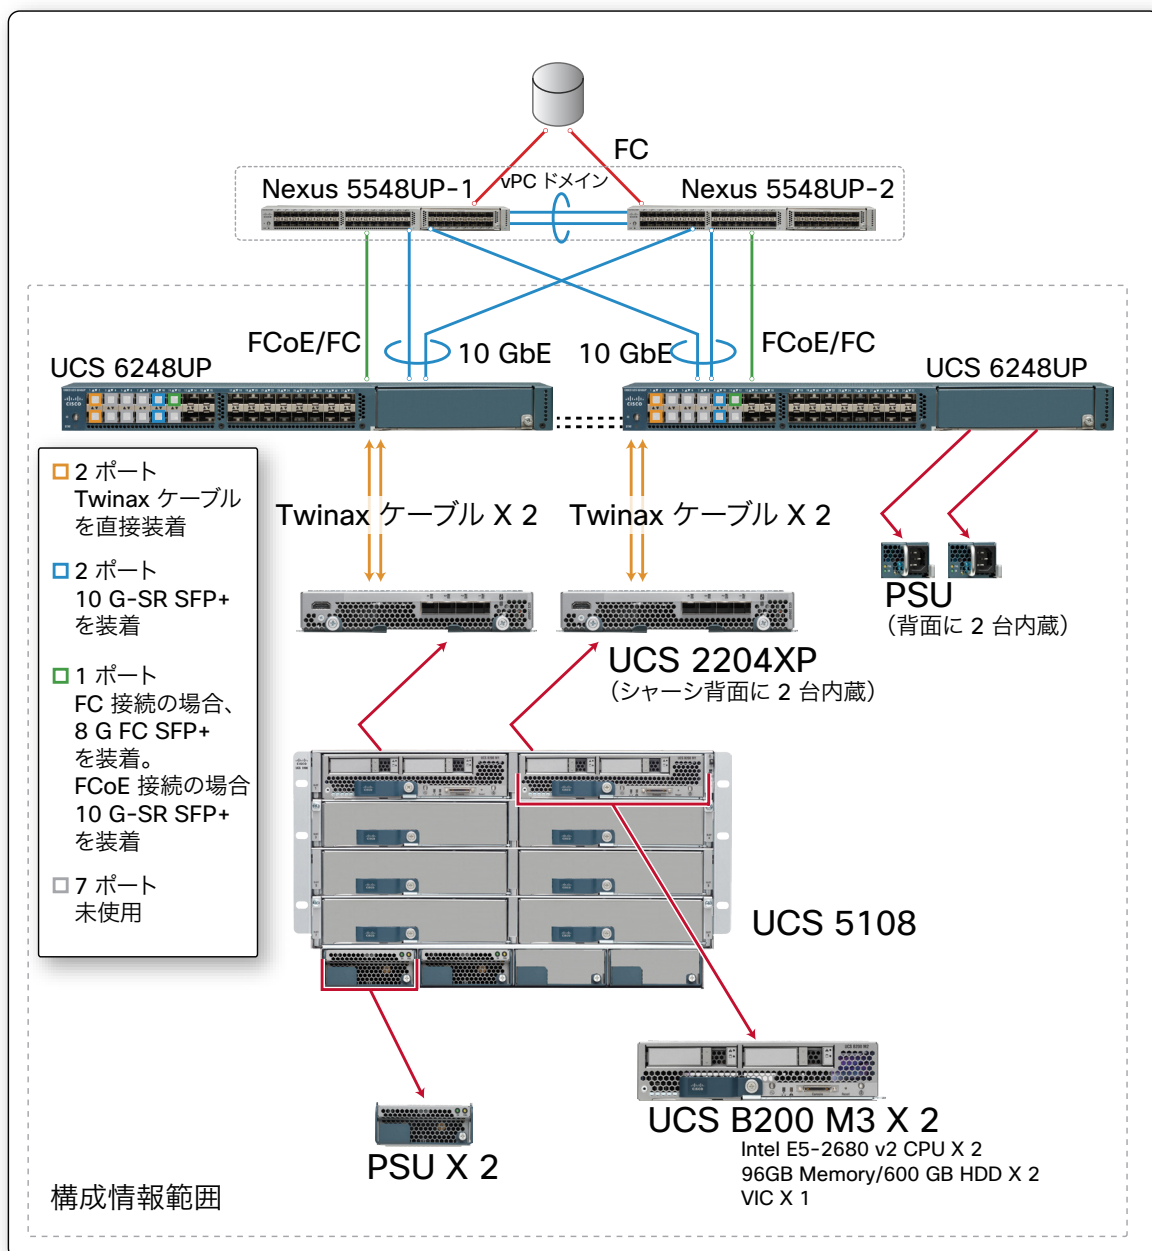 FC
vPC ドメイン
Nexus 5548UP-1
Nexus 5548UP-2
FCoE/FC
10 GbE
10 GbE
FCoE/FC
UCS 6248UP
UCS 6248UP
2 ポート
Twinax ケーブル
を直接装着
2 ポート
10 G-SR SFP+
を装着
1 ポート
FC 接続の場合、
8 G FC SFP+
を装着。
FCoE 接続の場合
10 G-SR SFP+
を装着
7 ポート
未使用
Twinax ケーブル X 2
Twinax ケーブル X 2
PSU
（背面に 2 台内蔵）
UCS 2204XP
（シャーシ背面に 2 台内蔵）
UCS 5108
UCS B200 M3 X 2
Intel E5-2680 v2 CPU X 2
96GB Memory/600 GB HDD X 2
VIC X 1
PSU X 2
構成情報範囲